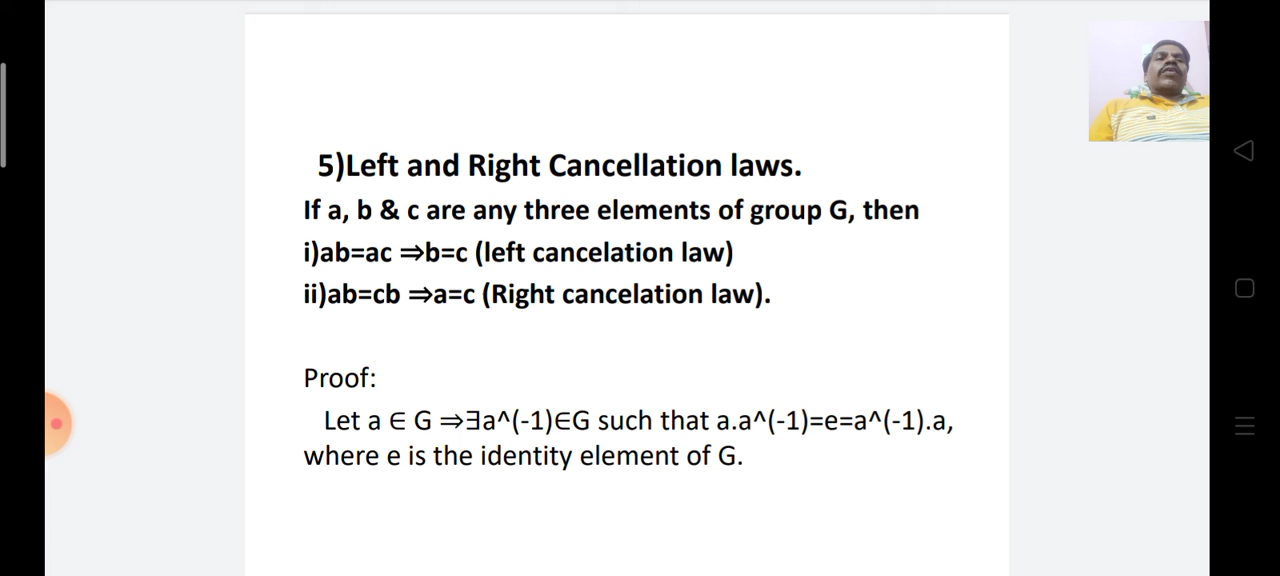 5)Left and Right Cancellation laws.
If a, b & c are any three elements of group G, then
i)ab=ac ⇒b=c (left cancelation law)
ii)ab=cb ⇒a=c (Right cancelation law).
Proof:
Let a ∈ G ⇒∃a^(-1)∈G such that a.a^(-1)=e=a^(-1).a,
where e is the identity element of G.